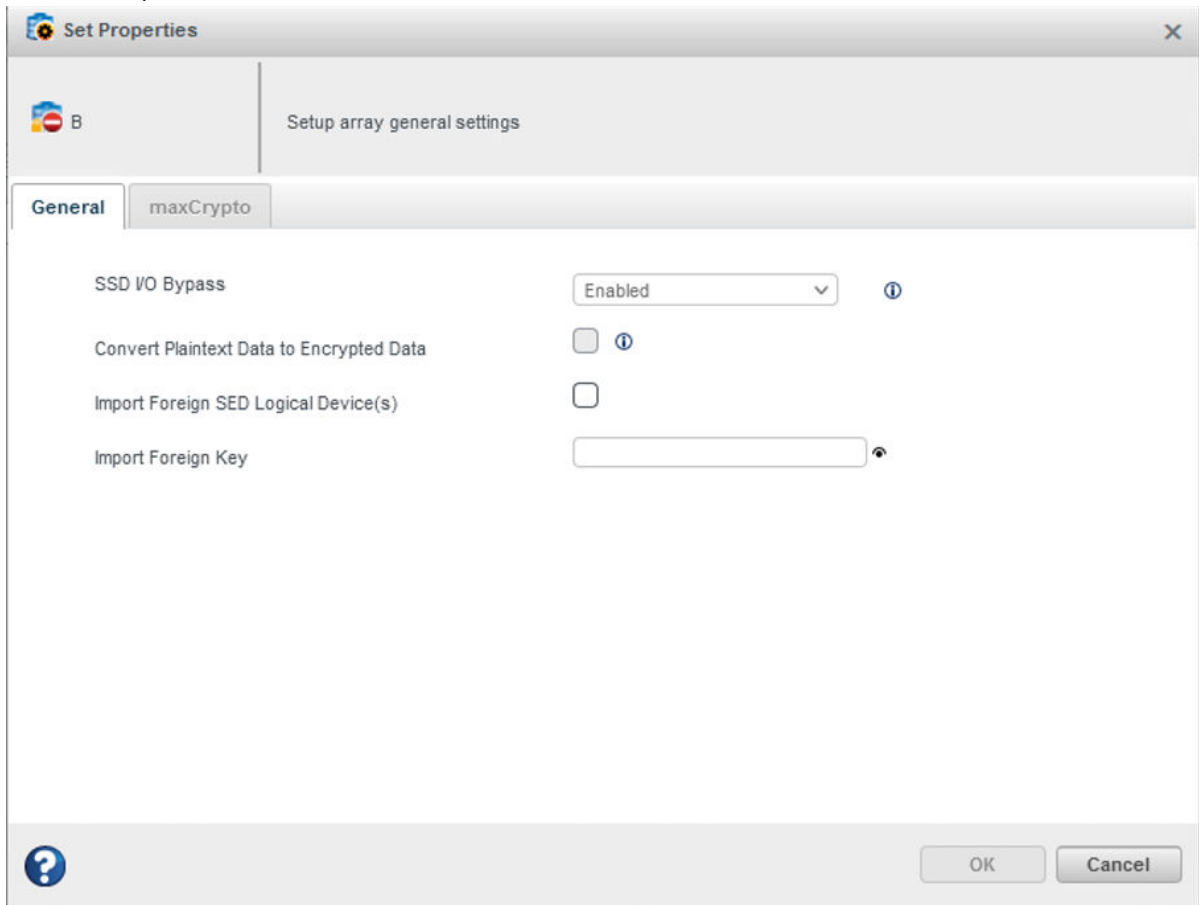 Set Properties
B
Setup array general settings
General
maxCrypto
SSD I/O Bypass
Enabled
Convert Plaintext Data to Encrypted Data
Import Foreign SED Logical Device(s)
Import Foreign Key
OK
Cancel